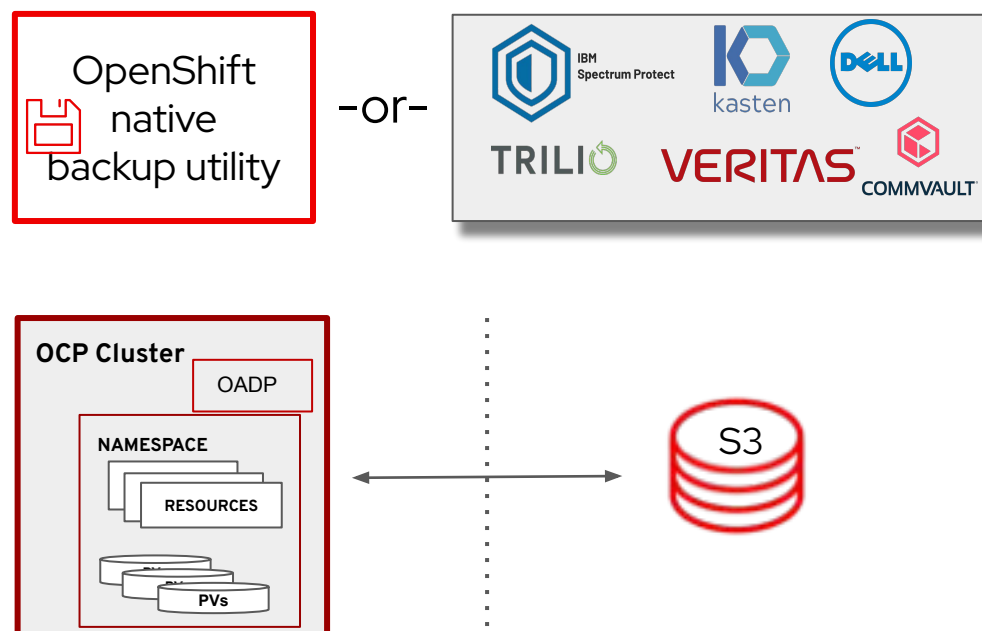 OpenShift
native
backup utility
-or-
IBM
Spectrum Protect
kasten
DELL
TRILIO
VERITAS™
COMMVAULT
OCP Cluster
OADP
NAMESPACE
RESOURCES
PVs
S3